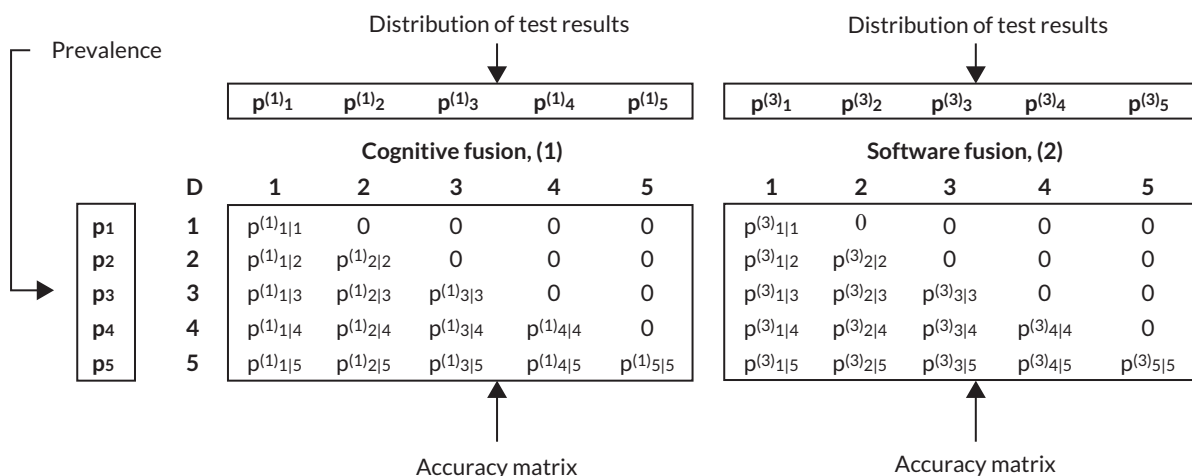 Distribution of test results Distribution of test results
Prevalence
p(1)1 p(1)2 p(1)3 p(1)4 p(1)5 p(3)1 p(3)2 p(3)3 p(3)4 p(3)5
Cognitive fusion, (1) Software fusion, (2)
D 1 2 3 4 5 1 2 3 4 5
p1 1 p(1)1|1 0 0 0 0 p(3)1|1 0 0 0 0
p2 2 p(1)1|2 p(1)2|2 0 0 0 p(3)1|2 p(3)2|2 0 0 0
p3 3 p(1)1|3 p(1)2|3 p(1)3|3 0 0 p(3)1|3 p(3)2|3 p(3)3|3 0 0
p4 4 p(1)1|4 p(1)2|4 p(1)3|4 p(1)4|4 0 p(3)1|4 p(3)2|4 p(3)3|4 p(3)4|4 0
p5 5 p(1)1|5 p(1)2|5 p(1)3|5 p(1)4|5 p(1)5|5 p(3)1|5 p(3)2|5 p(3)3|5 p(3)4|5 p(3)5|5
Accuracy matrix Accuracy matrix